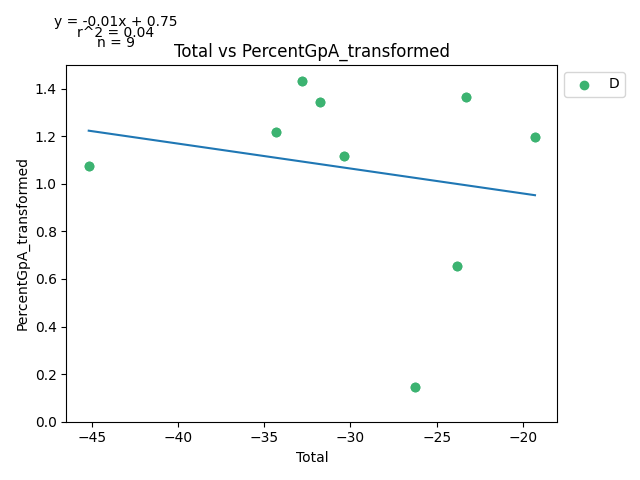 y = -0.01x + 0.75
r^2 = 0.04
n = 9
Total vs PercentGpA_transformed
D
PercentGpA_transformed
1.4
1.2
1.0
0.8
0.6
0.4
0.2
0.0
−45
−40
−35
−30
−25
−20
Total